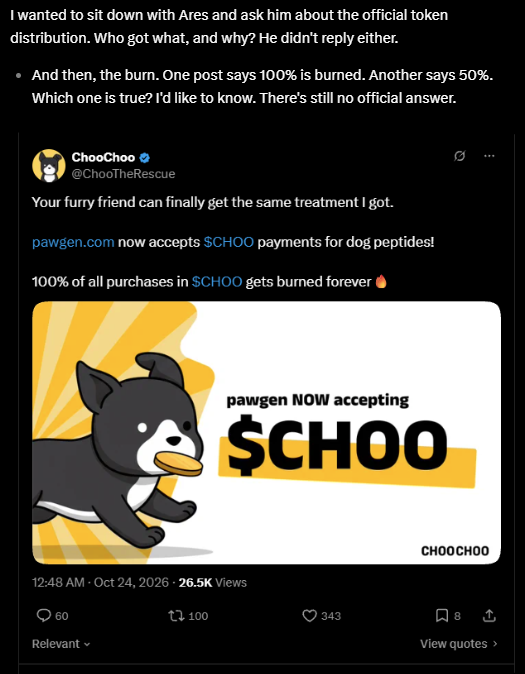 I wanted to sit down with Ares and ask him about the official token
distribution. Who got what, and why? He didn't reply either.
• And then, the burn. One post says 100% is burned. Another says 50%.
Which one is true? I'd like to know. There's still no official answer.
ChooChoo
@ChooTheRescue
Your furry friend can finally get the same treatment I got.
pawgen.com now accepts $CHOO payments for dog peptides!
100% of all purchases in $CHOO gets burned forever 🔥
pawgen NOW accepting
$CHOO
CHOOCHOO
12:48 AM · Oct 24, 2026 · 26.5K Views
60 100 343 8
Relevant View quotes